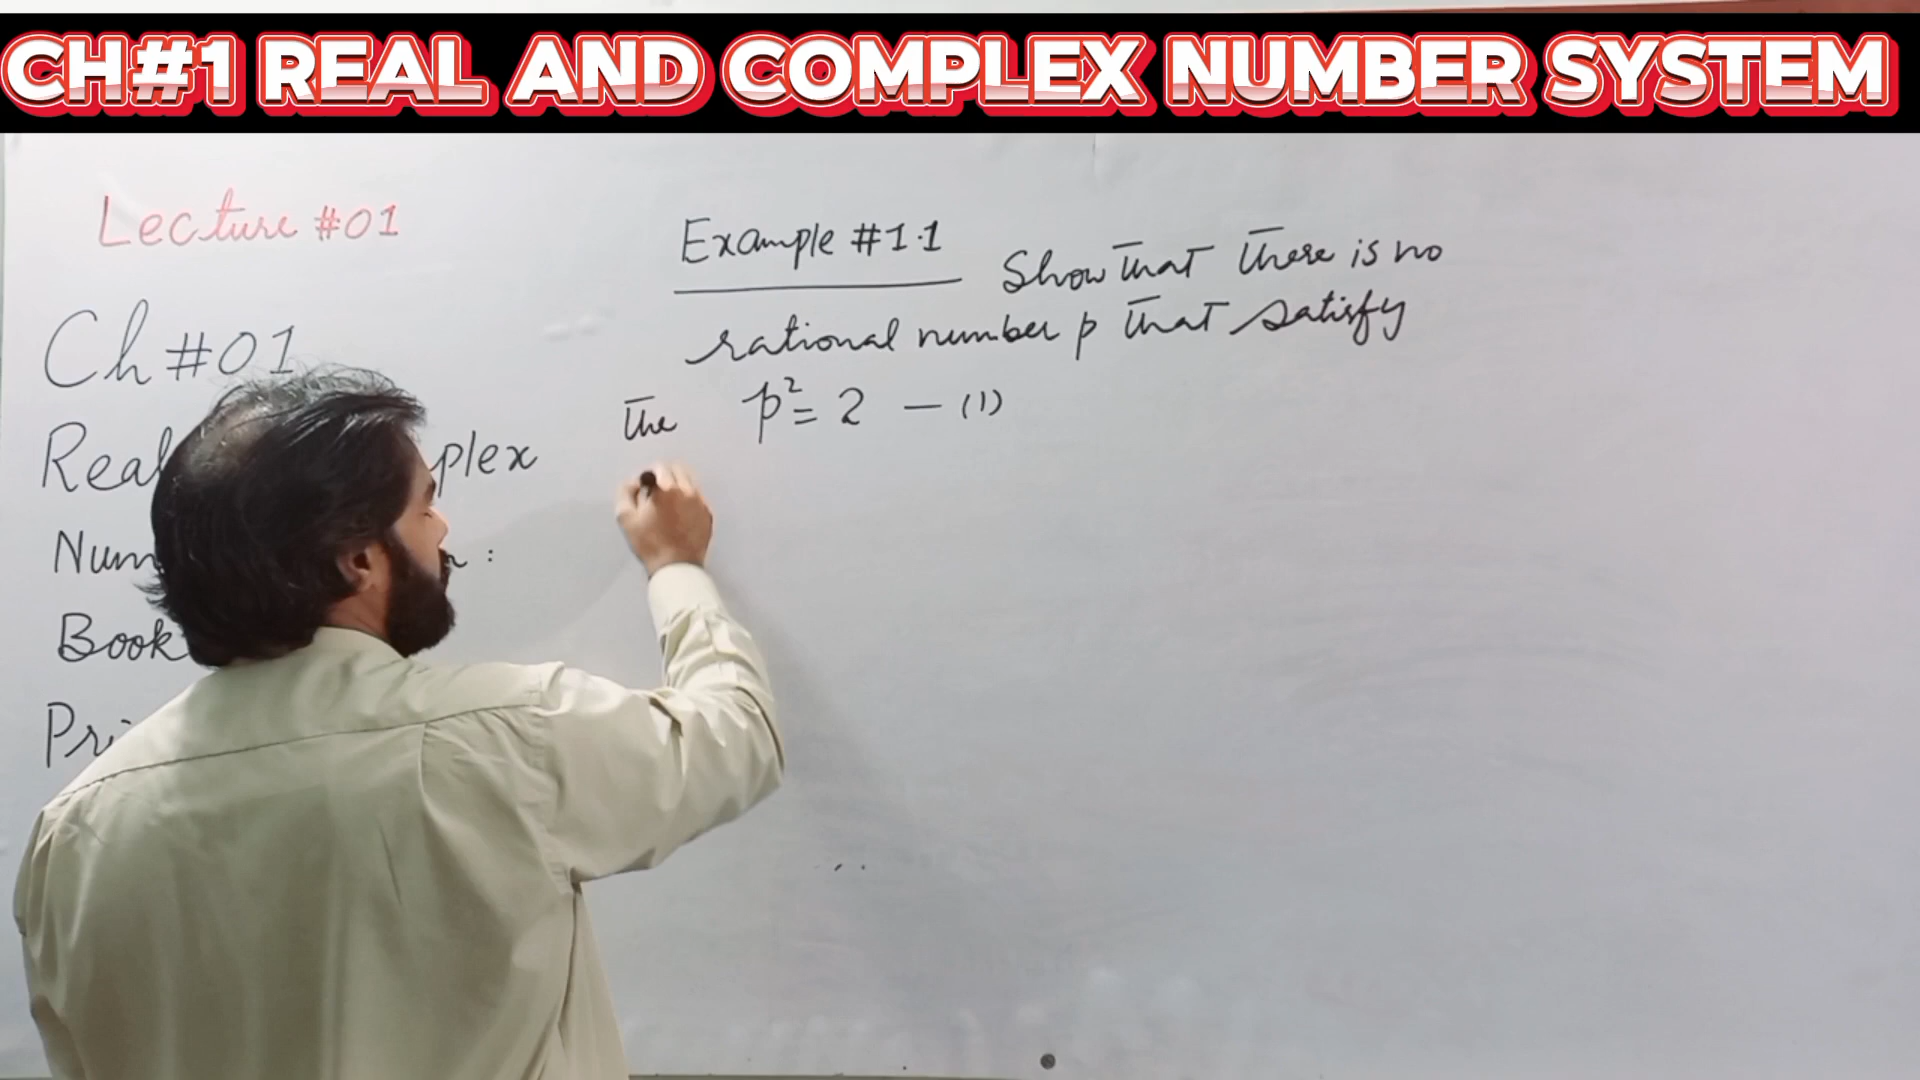 CH#1 REAL AND COMPLEX NUMBER SYSTEM
Lecture #01
Ch #01
Real plex
Num :
Book
Pri
Example #1.1 Show that there is no
rational number p that satisfy
the p² = 2 — (1)